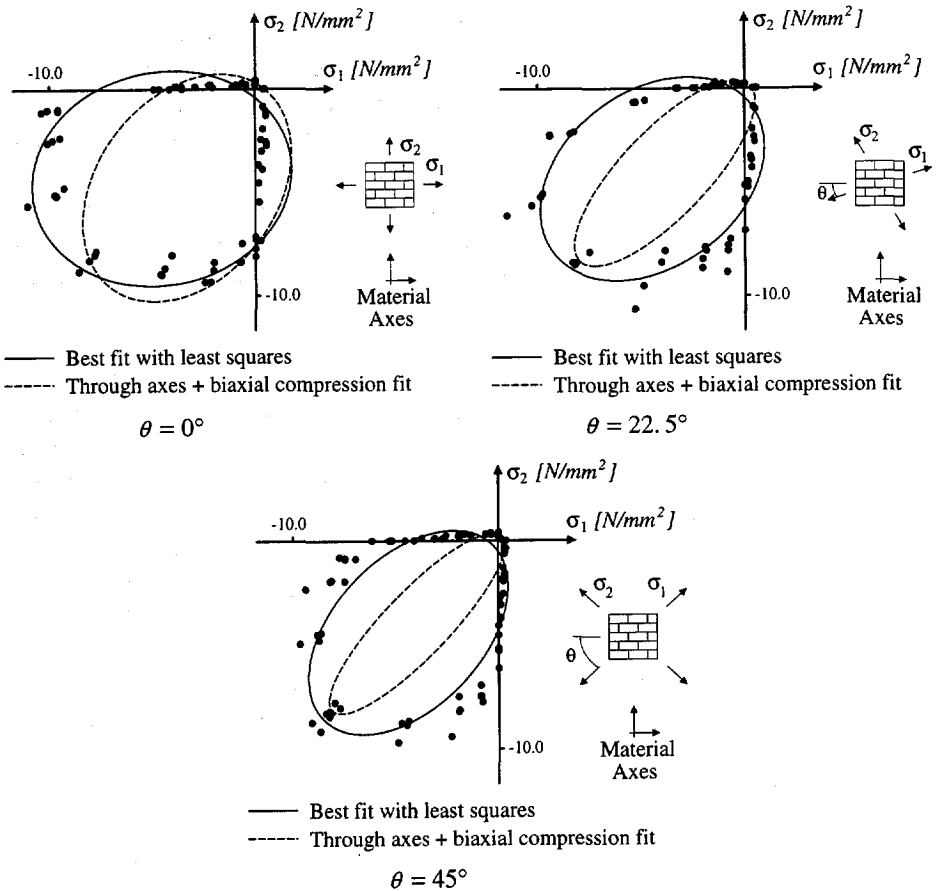 σ2 [N/mm2]
-10.0
σ1 [N/mm2]
σ2
σ1
-10.0
Material
Axes
Best fit with least squares
Through axes + biaxial compression fit
θ = 0°
σ2 [N/mm2]
-10.0
σ1 [N/mm2]
σ2
σ1
θ
-10.0
Material
Axes
Best fit with least squares
Through axes + biaxial compression fit
θ = 22.5°
σ2 [N/mm2]
-10.0
σ1 [N/mm2]
σ2
σ1
θ
-10.0
Material
Axes
Best fit with least squares
Through axes + biaxial compression fit
θ = 45°